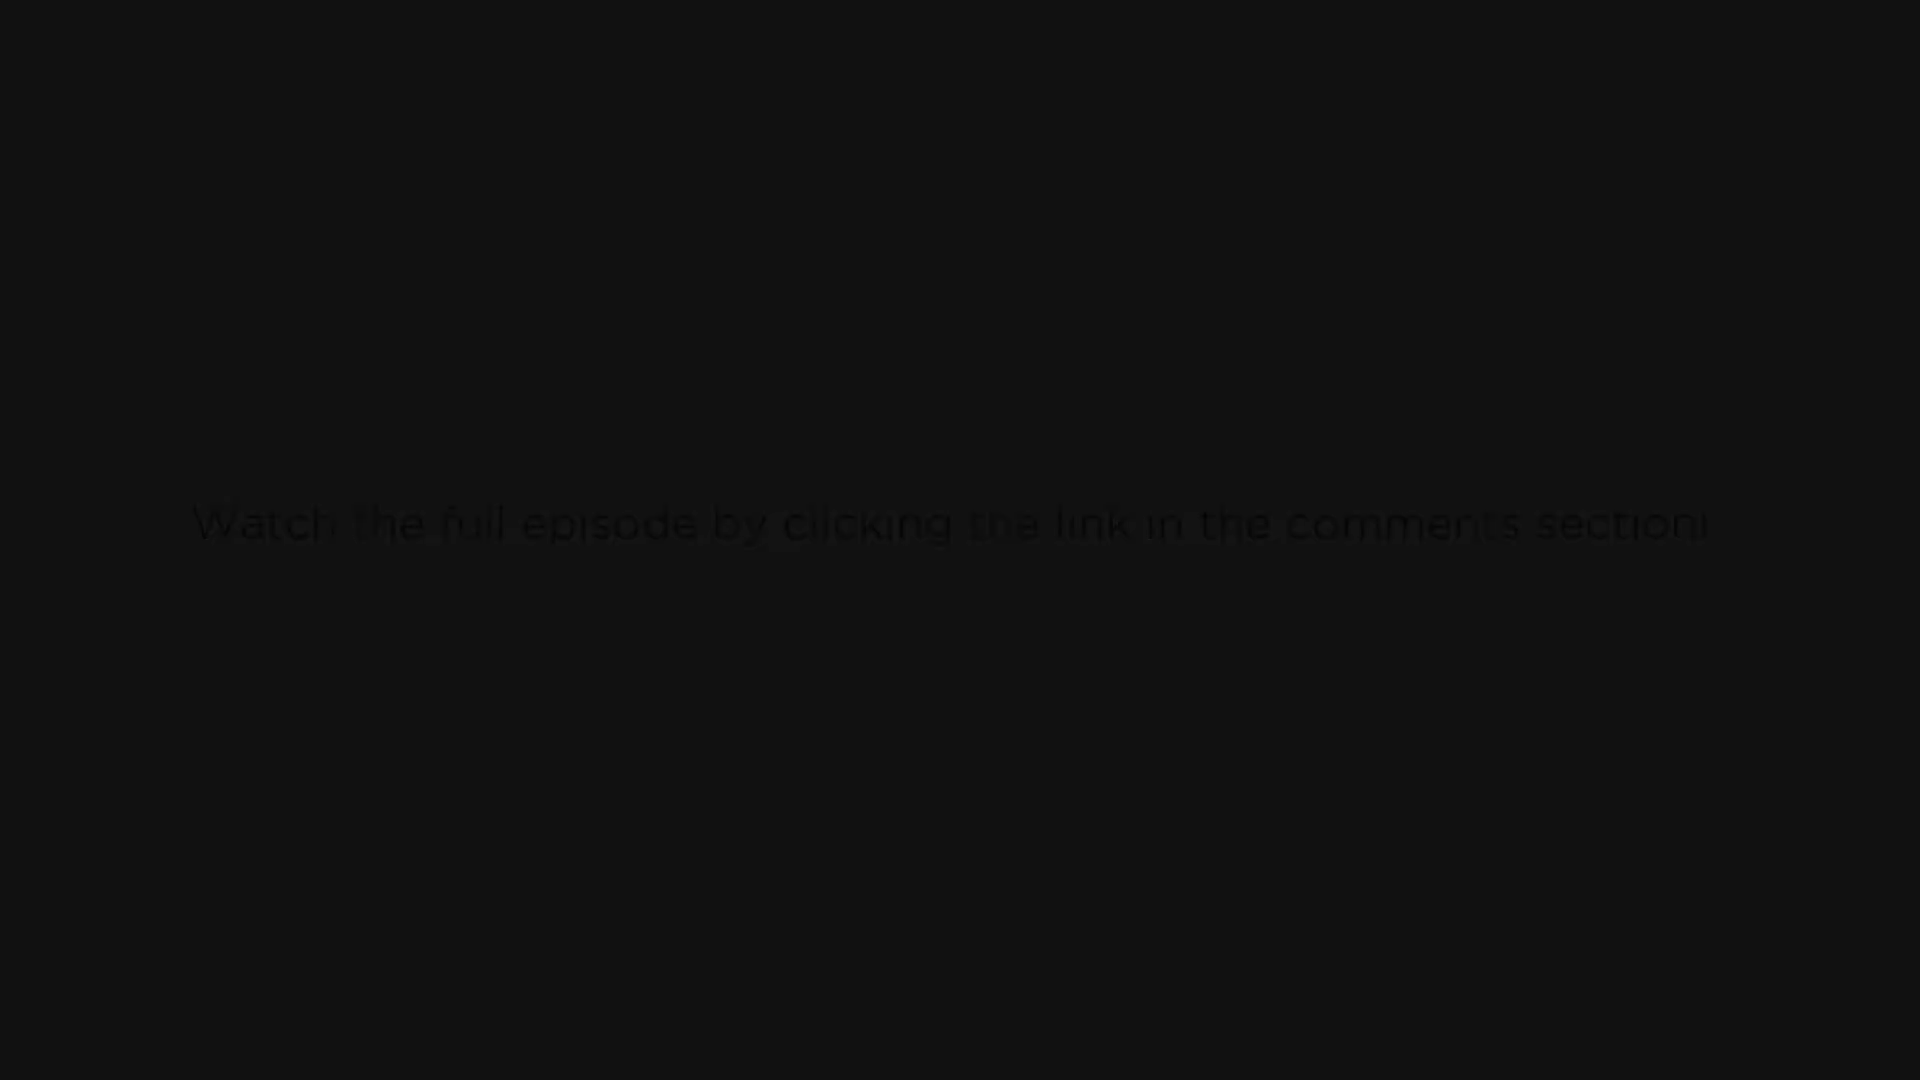 Watch the full episode by clicking the link in the comments section!